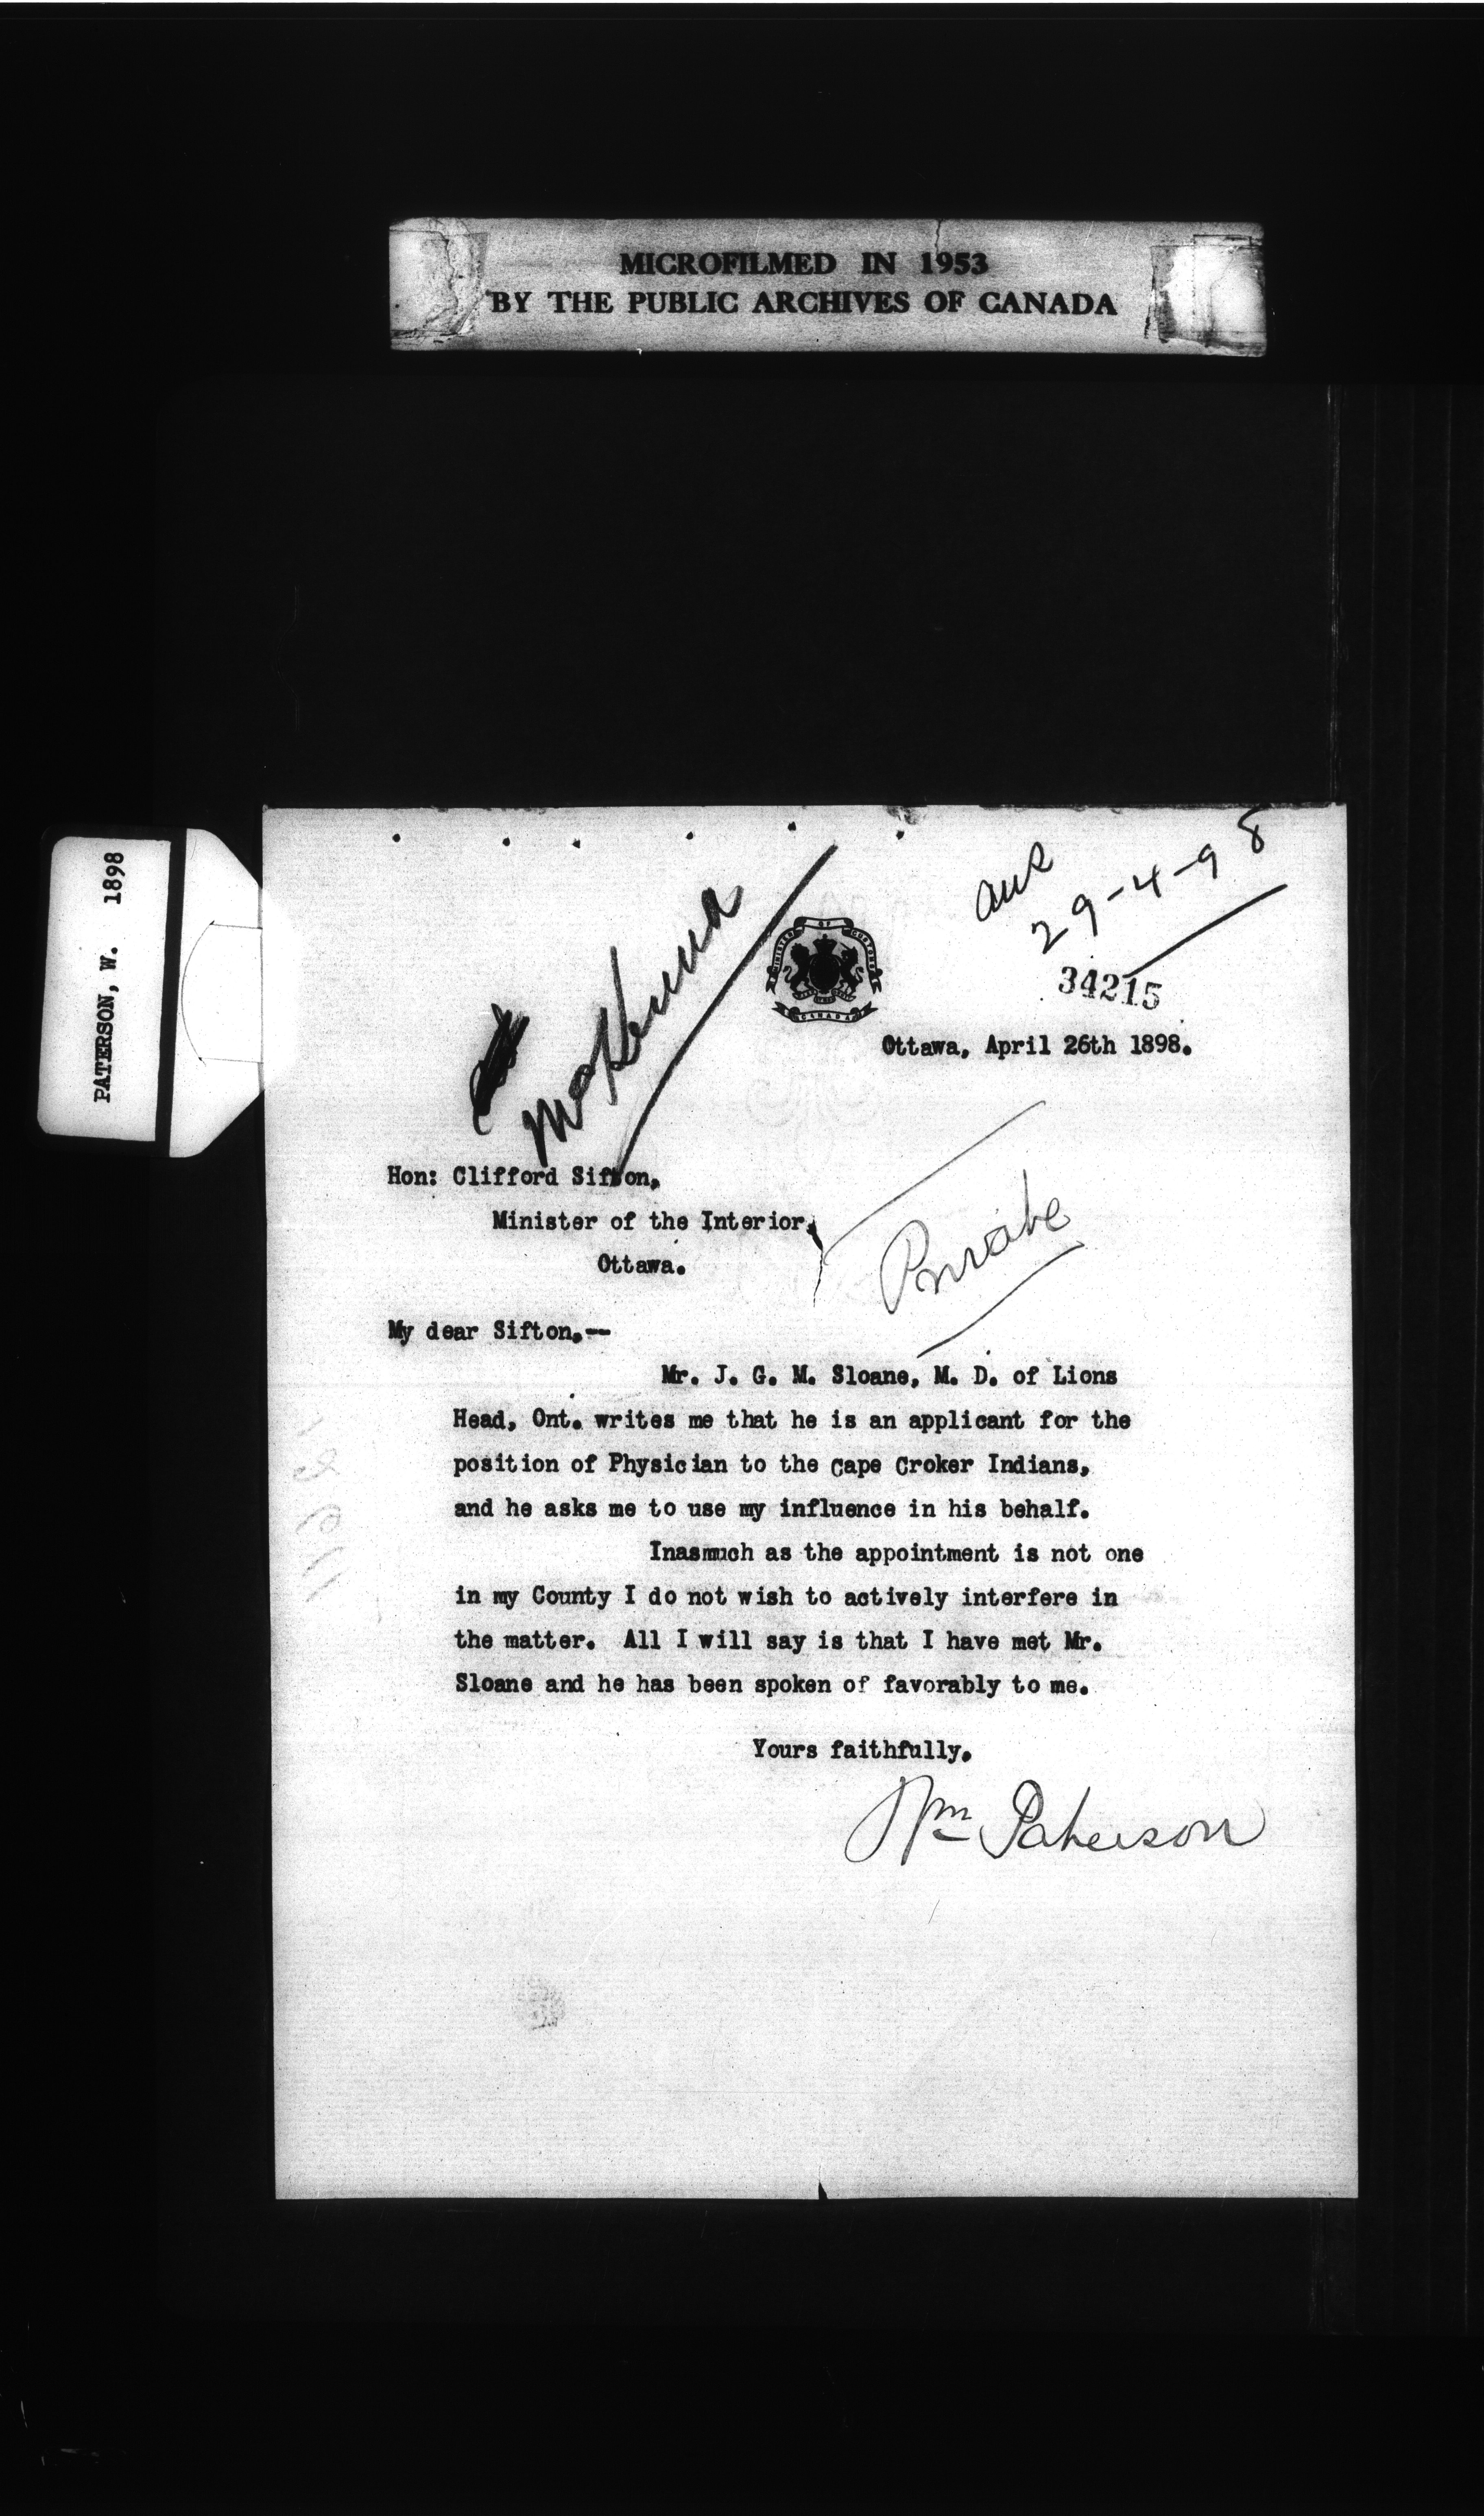 MICROFILMED IN 1953
BY THE PUBLIC ARCHIVES OF CANADA
PATERSON, W. 1898
McKenna
ans
29-4-98
MINISTER OF CUSTOMS
CANADA
34215
Ottawa, April 26th 1898.
Hon: Clifford Sifton,
Minister of the Interior,
Ottawa.
Private
My dear Sifton,--
Mr. J. G. M. Sloane, M. D. of Lions
Head, Ont. writes me that he is an applicant for the
position of Physician to the Cape Croker Indians,
and he asks me to use my influence in his behalf.
Inasmuch as the appointment is not one
in my County I do not wish to actively interfere in
the matter. All I will say is that I have met Mr.
Sloane and he has been spoken of favorably to me.
Yours faithfully,
Wm Paterson